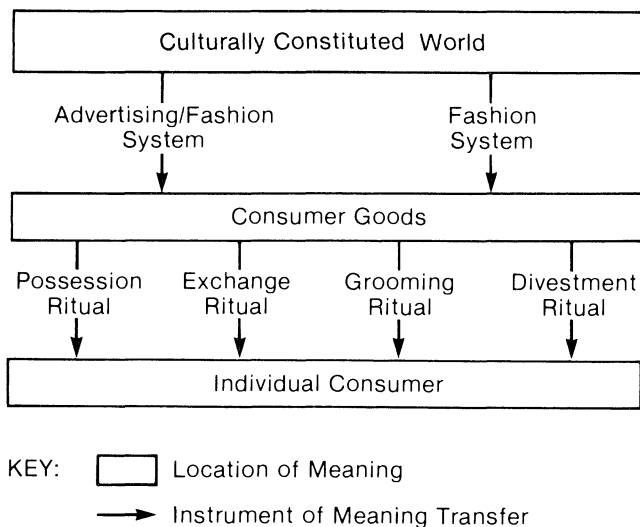 Culturally Constituted World
Advertising/Fashion System
Fashion System
Consumer Goods
Possession Ritual
Exchange Ritual
Grooming Ritual
Divestment Ritual
Individual Consumer
KEY:
Location of Meaning
Instrument of Meaning Transfer